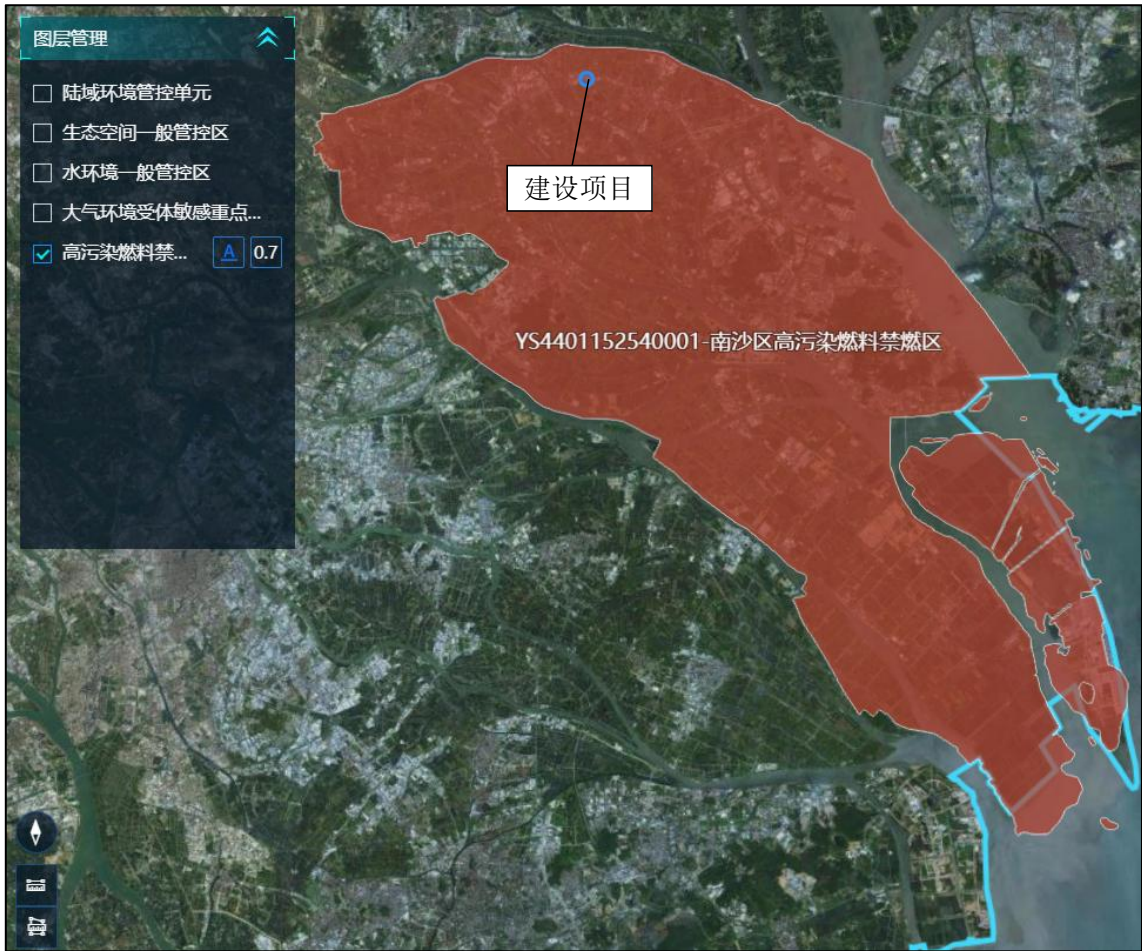 图层管理
陆域环境管控单元
生态空间一般管控区
水环境一般管控区
大气环境受体敏感重点...
高污染燃料禁... A 0.7
建设项目
YS4401152540001-南沙区高污染燃料禁燃区